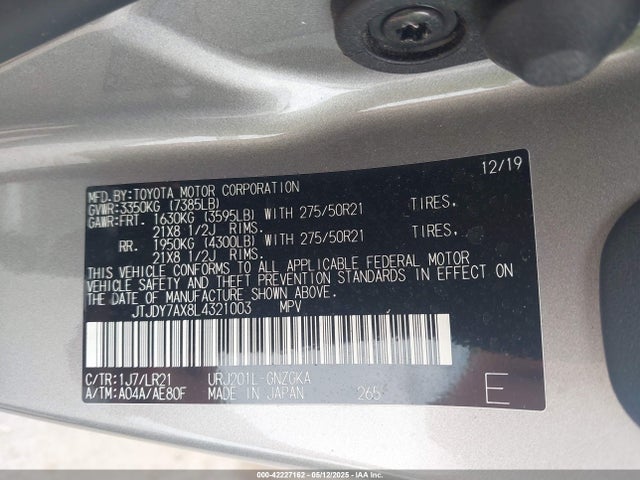 12/19
MFD.BY:TOYOTA MOTOR CORPORATION
GVWR:3350KG (7385LB)
GAWR:FRT. 1630KG (3595LB) WITH 275/50R21 TIRES,
21X8 1/2J RIMS.
RR. 1950KG (4300LB) WITH 275/50R21 TIRES,
21X8 1/2J RIMS.
THIS VEHICLE CONFORMS TO ALL APPLICABLE FEDERAL MOTOR
VEHICLE SAFETY AND THEFT PREVENTION STANDARDS IN EFFECT ON
THE DATE OF MANUFACTURE SHOWN ABOVE.
JTJDY7AX8L4321003 MPV
C/TR:1J7/LR21 URJ201L-GNZGKA
A/TM:A04A/AE80F MADE IN JAPAN 265 E
000-42227162 - 05/12/2025 - IAA Inc.